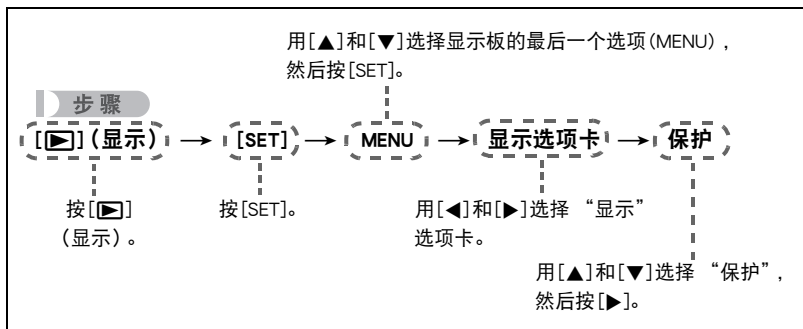 用[▲]和[▼]选择显示板的最后一个选项(MENU)，
然后按[SET]。
步骤
[▶](显示) → [SET] → MENU → 显示选项卡 → 保护
按[▶]
(显示)。
按[SET]。
用[◀]和[▶]选择 “显示”
选项卡。
用[▲]和[▼]选择 “保护”，
然后按[▶]。